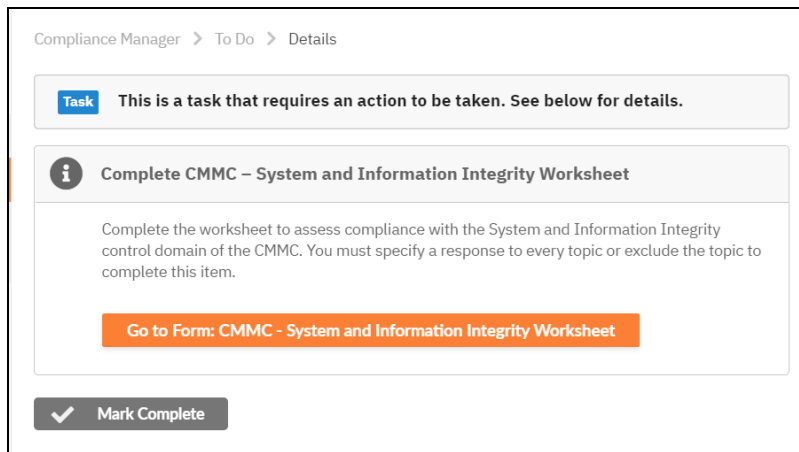 Compliance Manager > To Do > Details
Task This is a task that requires an action to be taken. See below for details.
Complete CMMC – System and Information Integrity Worksheet
Complete the worksheet to assess compliance with the System and Information Integrity
control domain of the CMMC. You must specify a response to every topic or exclude the topic to
complete this item.
Go to Form: CMMC - System and Information Integrity Worksheet
Mark Complete